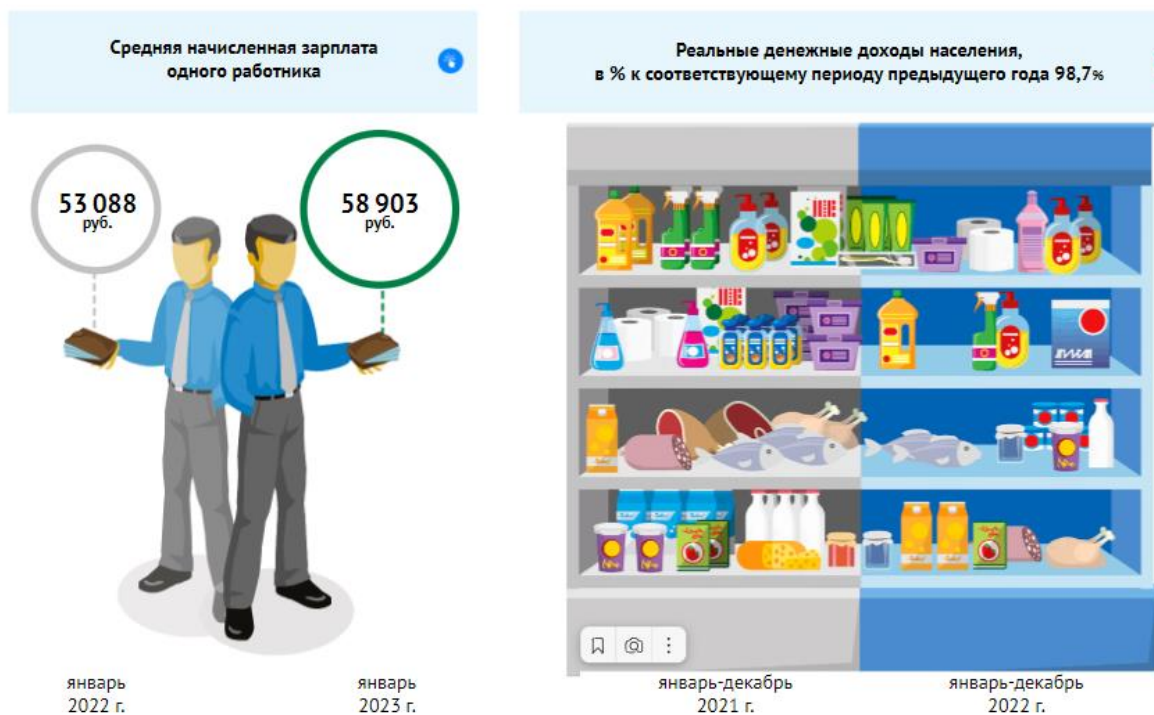 Средняя начисленная зарплата
одного работника
53 088
руб.
58 903
руб.
январь
2022 г.
январь
2023 г.
Реальные денежные доходы населения,
в % к соответствующему периоду предыдущего года 98,7%
январь-декабрь
2021 г.
январь-декабрь
2022 г.